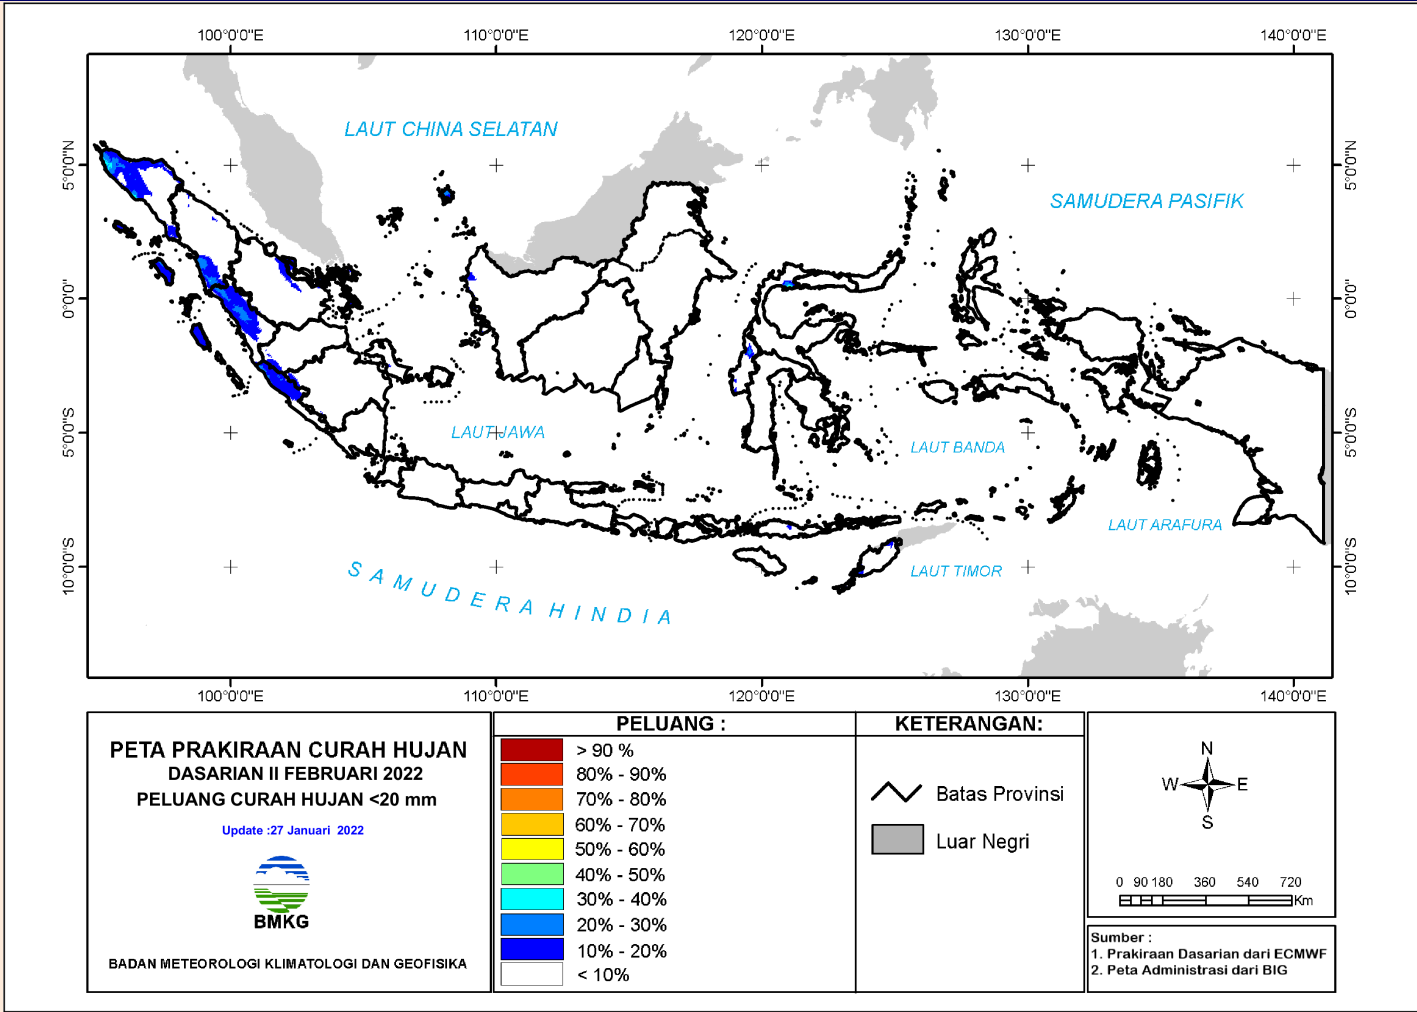 100°0'0"E 110°0'0"E 120°0'0"E 130°0'0"E 140°0'0"E
LAUT CHINA SELATAN
5°0'0"N 5°0'0"N
SAMUDERA PASIFIK
0°0'0" 0°0'0"
5°0'0"S LAUT JAWA 5°0'0"S
LAUT BANDA
LAUT ARAFURA
10°0'0"S LAUT TIMOR 10°0'0"S
SAMUDERA HINDIA
100°0'0"E 110°0'0"E 120°0'0"E 130°0'0"E 140°0'0"E
PETA PRAKIRAAN CURAH HUJAN
DASARIAN II FEBRUARI 2022
PELUANG CURAH HUJAN <20 mm
Update :27 Januari 2022
BMKG
BADAN METEOROLOGI KLIMATOLOGI DAN GEOFISIKA
PELUANG :
> 90 %
80% - 90%
70% - 80%
60% - 70%
50% - 60%
40% - 50%
30% - 40%
20% - 30%
10% - 20%
< 10%
KETERANGAN:
Batas Provinsi
Luar Negri
N
W E
S
0 90 180 360 540 720
Km
Sumber :
1. Prakiraan Dasarian dari ECMWF
2. Peta Administrasi dari BIG